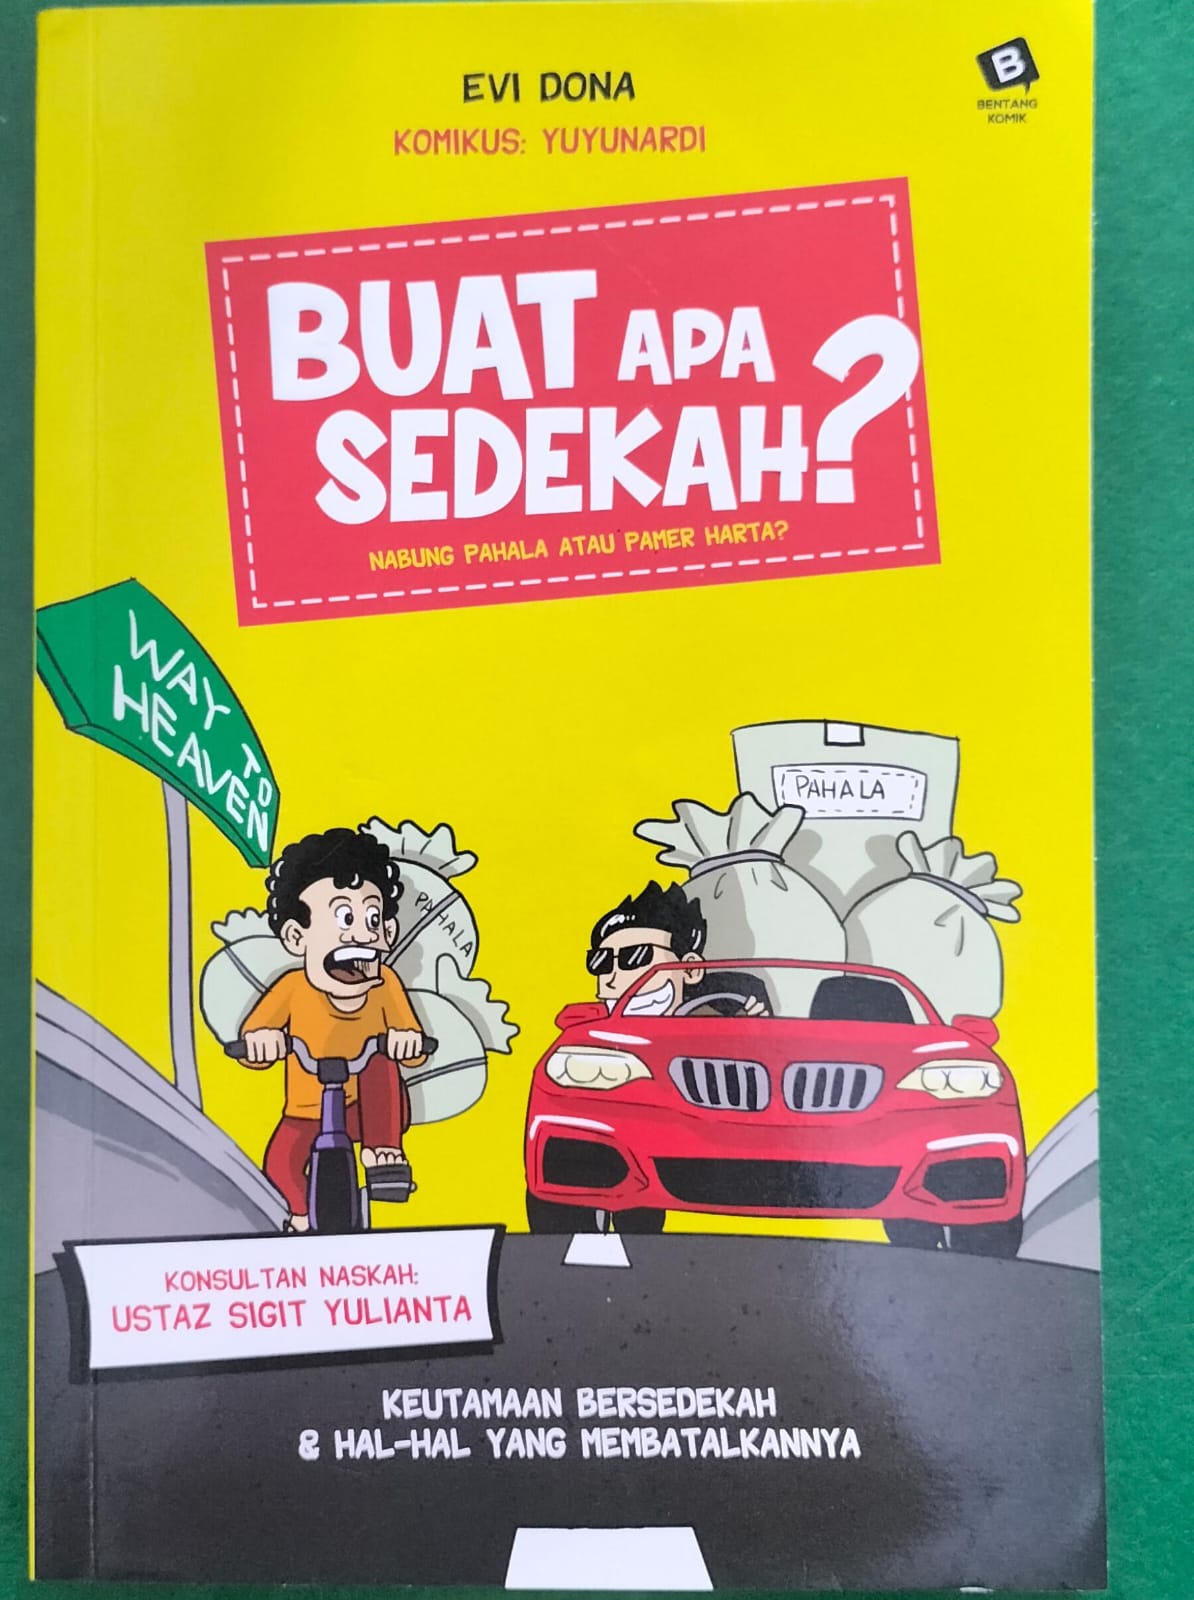 EVI DONA
KOMIKUS: YUYUNARDI
B
BENTANG
KOMIK
BUAT APA
SEDEKAH?
NABUNG PAHALA ATAU PAMER HARTA?
WAY TO
HEAVEN
PAHALA
PAHALA
KONSULTAN NASKAH:
USTAZ SIGIT YULIANTA
KEUTAMAAN BERSEDEKAH
& HAL-HAL YANG MEMBATALKANNYA